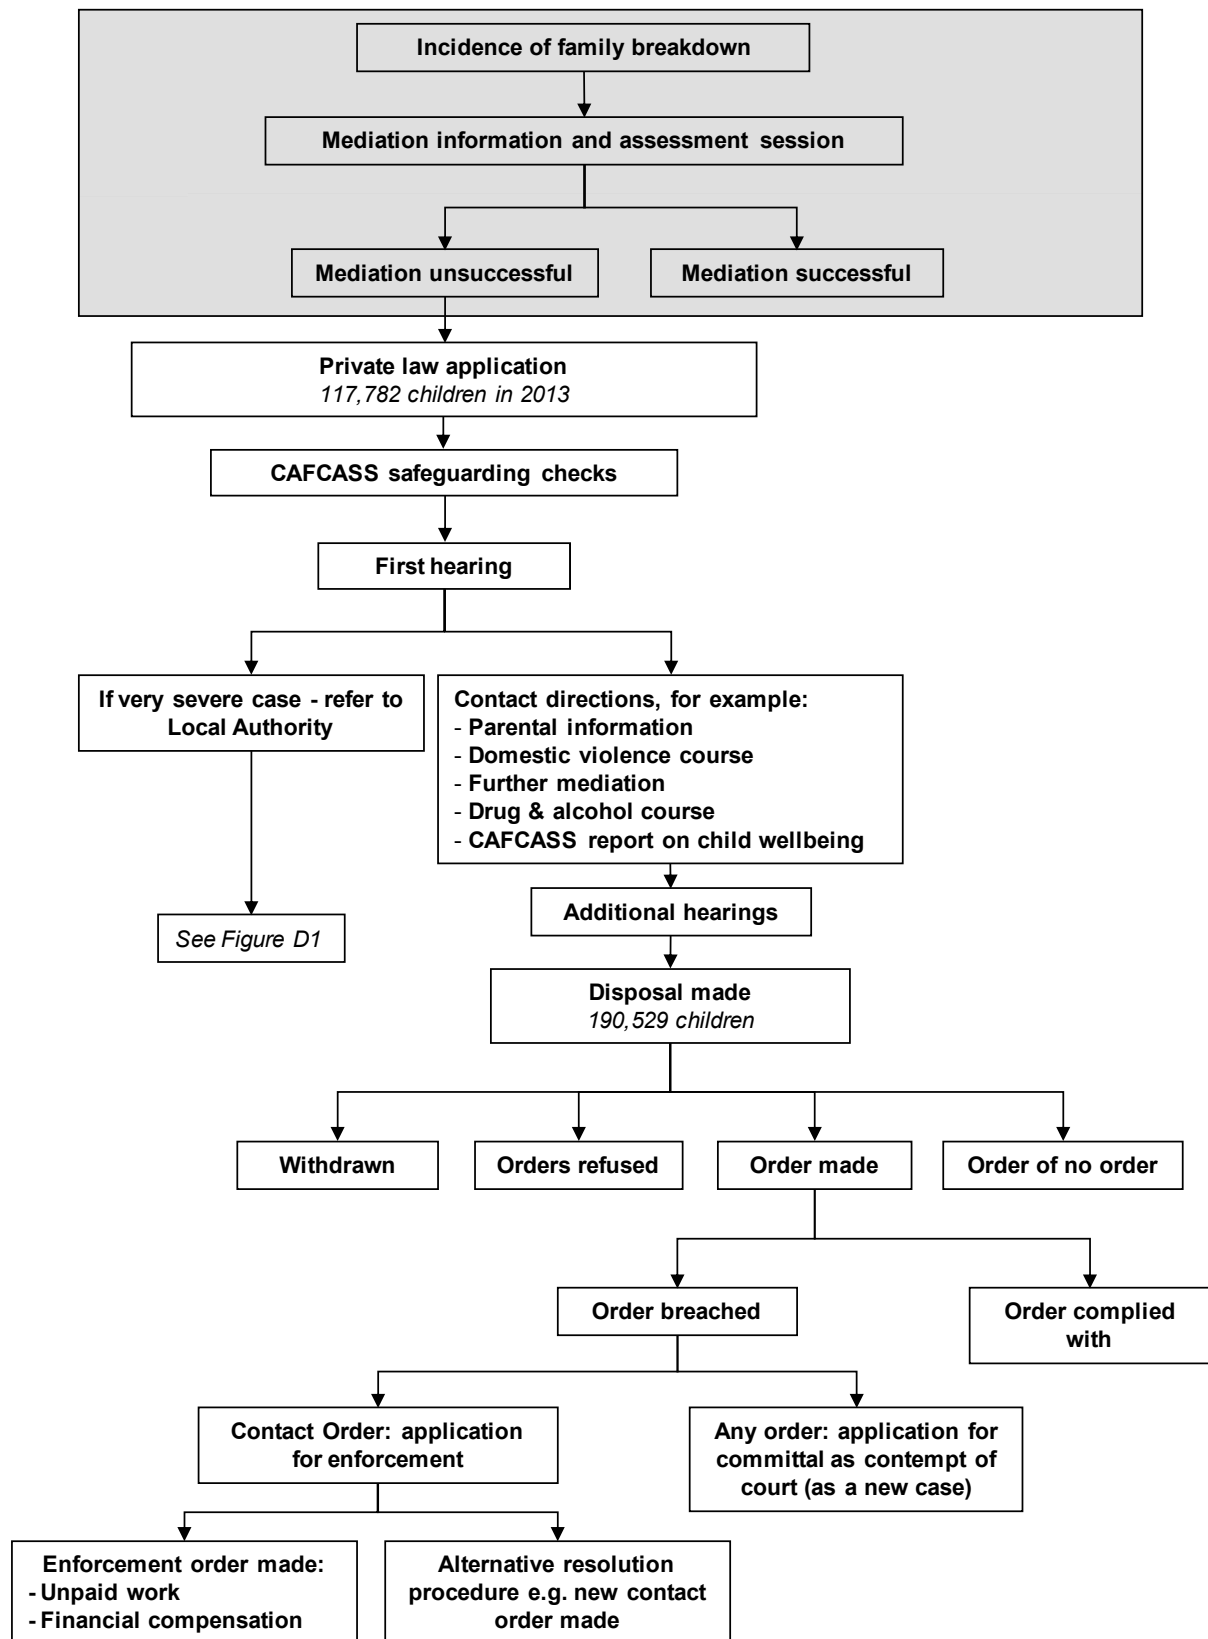 Incidence of family breakdown
Mediation information and assessment session
Mediation unsuccessful
Mediation successful
Private law application
117,782 children in 2013
CAFCASS safeguarding checks
First hearing
If very severe case - refer to
Local Authority
Contact directions, for example:
- Parental information
- Domestic violence course
- Further mediation
- Drug & alcohol course
- CAFCASS report on child wellbeing
See Figure D1
Additional hearings
Disposal made
190,529 children
Withdrawn
Orders refused
Order made
Order of no order
Order breached
Order complied
with
Contact Order: application
for enforcement
Any order: application for
committal as contempt of
court (as a new case)
Enforcement order made:
- Unpaid work
- Financial compensation
Alternative resolution
procedure e.g. new contact
order made